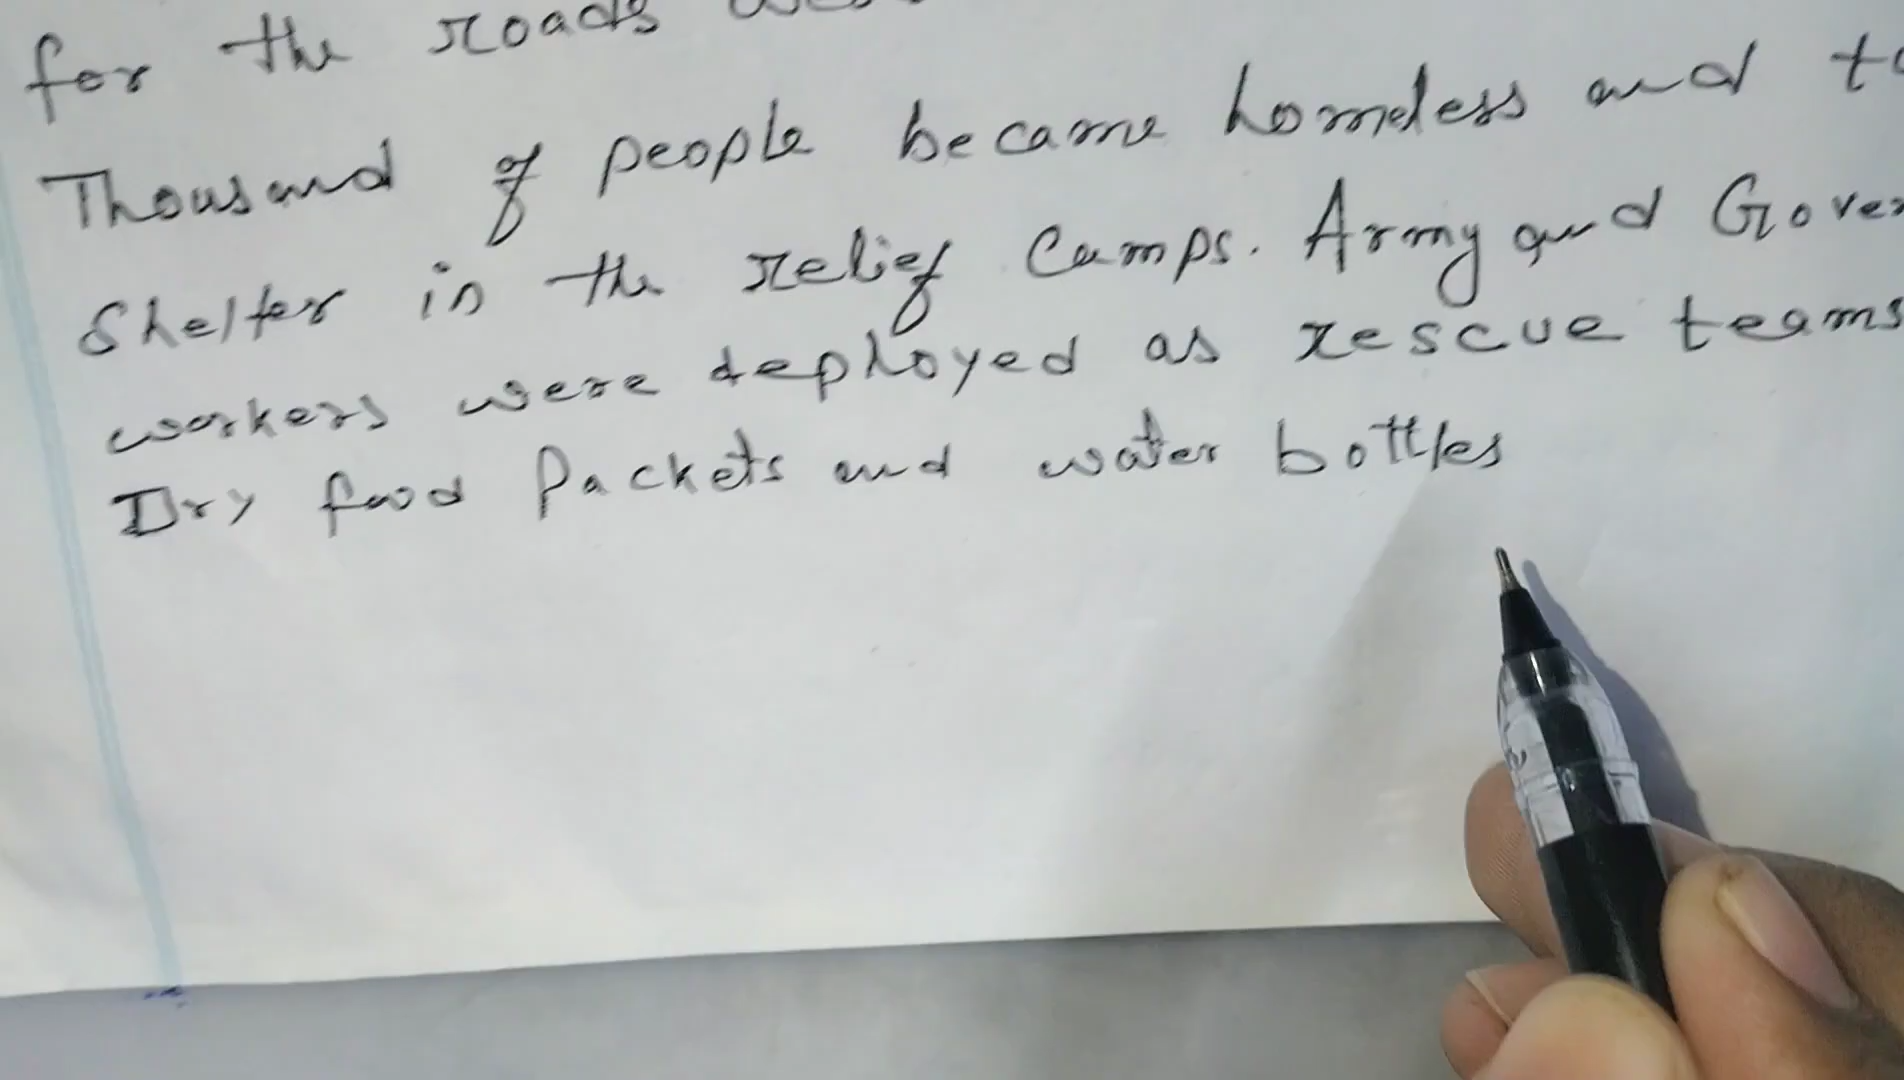 for the roads
Thousand of people became homeless and
Shelter in the relief Camps. Army and
workers were deployed as rescue teams
Dry food Packets and water bottles